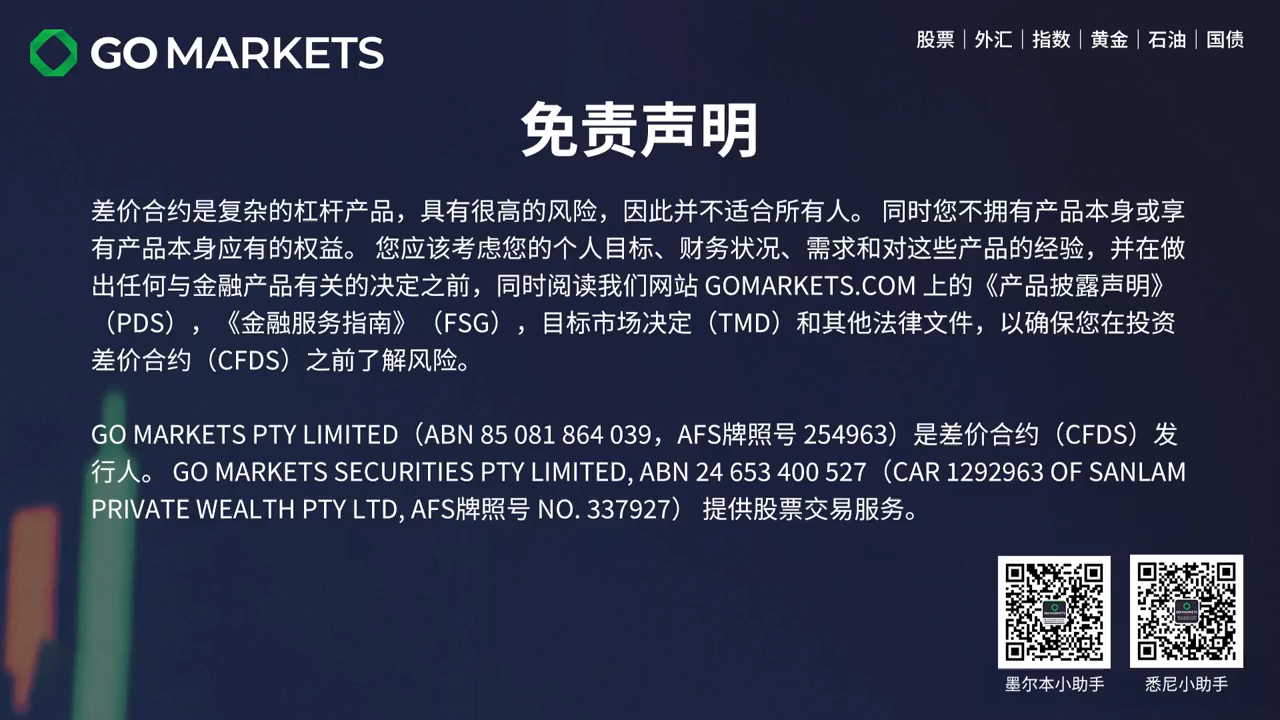 GO MARKETS
股票｜外汇｜指数｜黄金｜石油｜国债
免责声明
差价合约是复杂的杠杆产品，具有很高的风险，因此并不适合所有人。 同时您不拥有产品本身或享
有产品本身应有的权益。 您应该考虑您的个人目标、财务状况、需求和对这些产品的经验，并在做
出任何与金融产品有关的决定之前，同时阅读我们网站 GOMARKETS.COM 上的《产品披露声明》
（PDS），《金融服务指南》（FSG），目标市场决定（TMD）和其他法律文件，以确保您在投资
差价合约（CFDS）之前了解风险。
GO MARKETS PTY LIMITED（ABN 85 081 864 039，AFS牌照号 254963）是差价合约（CFDS）发
行人。 GO MARKETS SECURITIES PTY LIMITED, ABN 24 653 400 527（CAR 1292963 OF SANLAM
PRIVATE WEALTH PTY LTD, AFS牌照号 NO. 337927） 提供股票交易服务。
墨尔本小助手
悉尼小助手